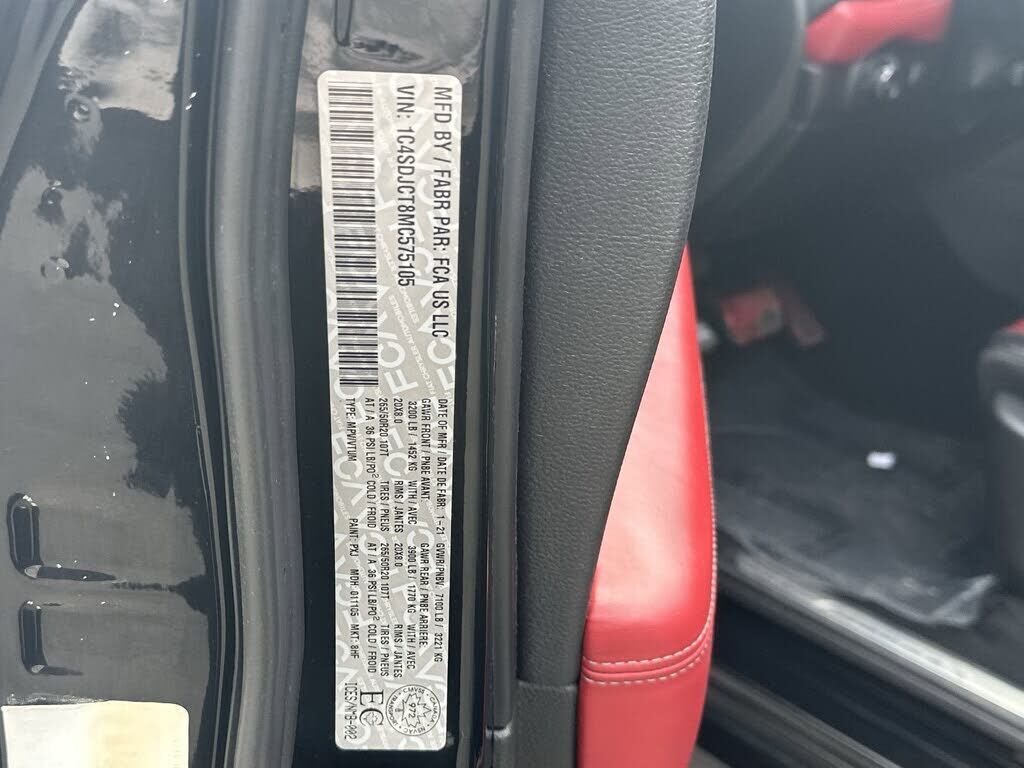 MFD BY / FABR PAR: FCA US LLC
VIN: 1C4SDJCT8MC575105
DATE OF MFR / DATE DE FABR: 1-21 GVWR/PNBV 7100 LB / 3221 KG
GAWR FRONT / PNBE AVANT: GAWR REAR / PNBE ARRIERE:
3200 LB / 1452 KG WITH / AVEC 3900 LB / 1770 KG WITH / AVEC
20X8.0 RIMS / JANTES 20X8.0 RIMS / JANTES
265/50R20 107T TIRES / PNEUS 265/50R20 107T TIRES / PNEUS
AT / A 36 PSI LB/PO² COLD / FROID AT / A 36 PSI LB/PO² COLD / FROID
TYPE: MPV/VTUM PAINT: PXJ MDH: 011105 MKT: 8HF
EC
CMVSS
972
NSVAC